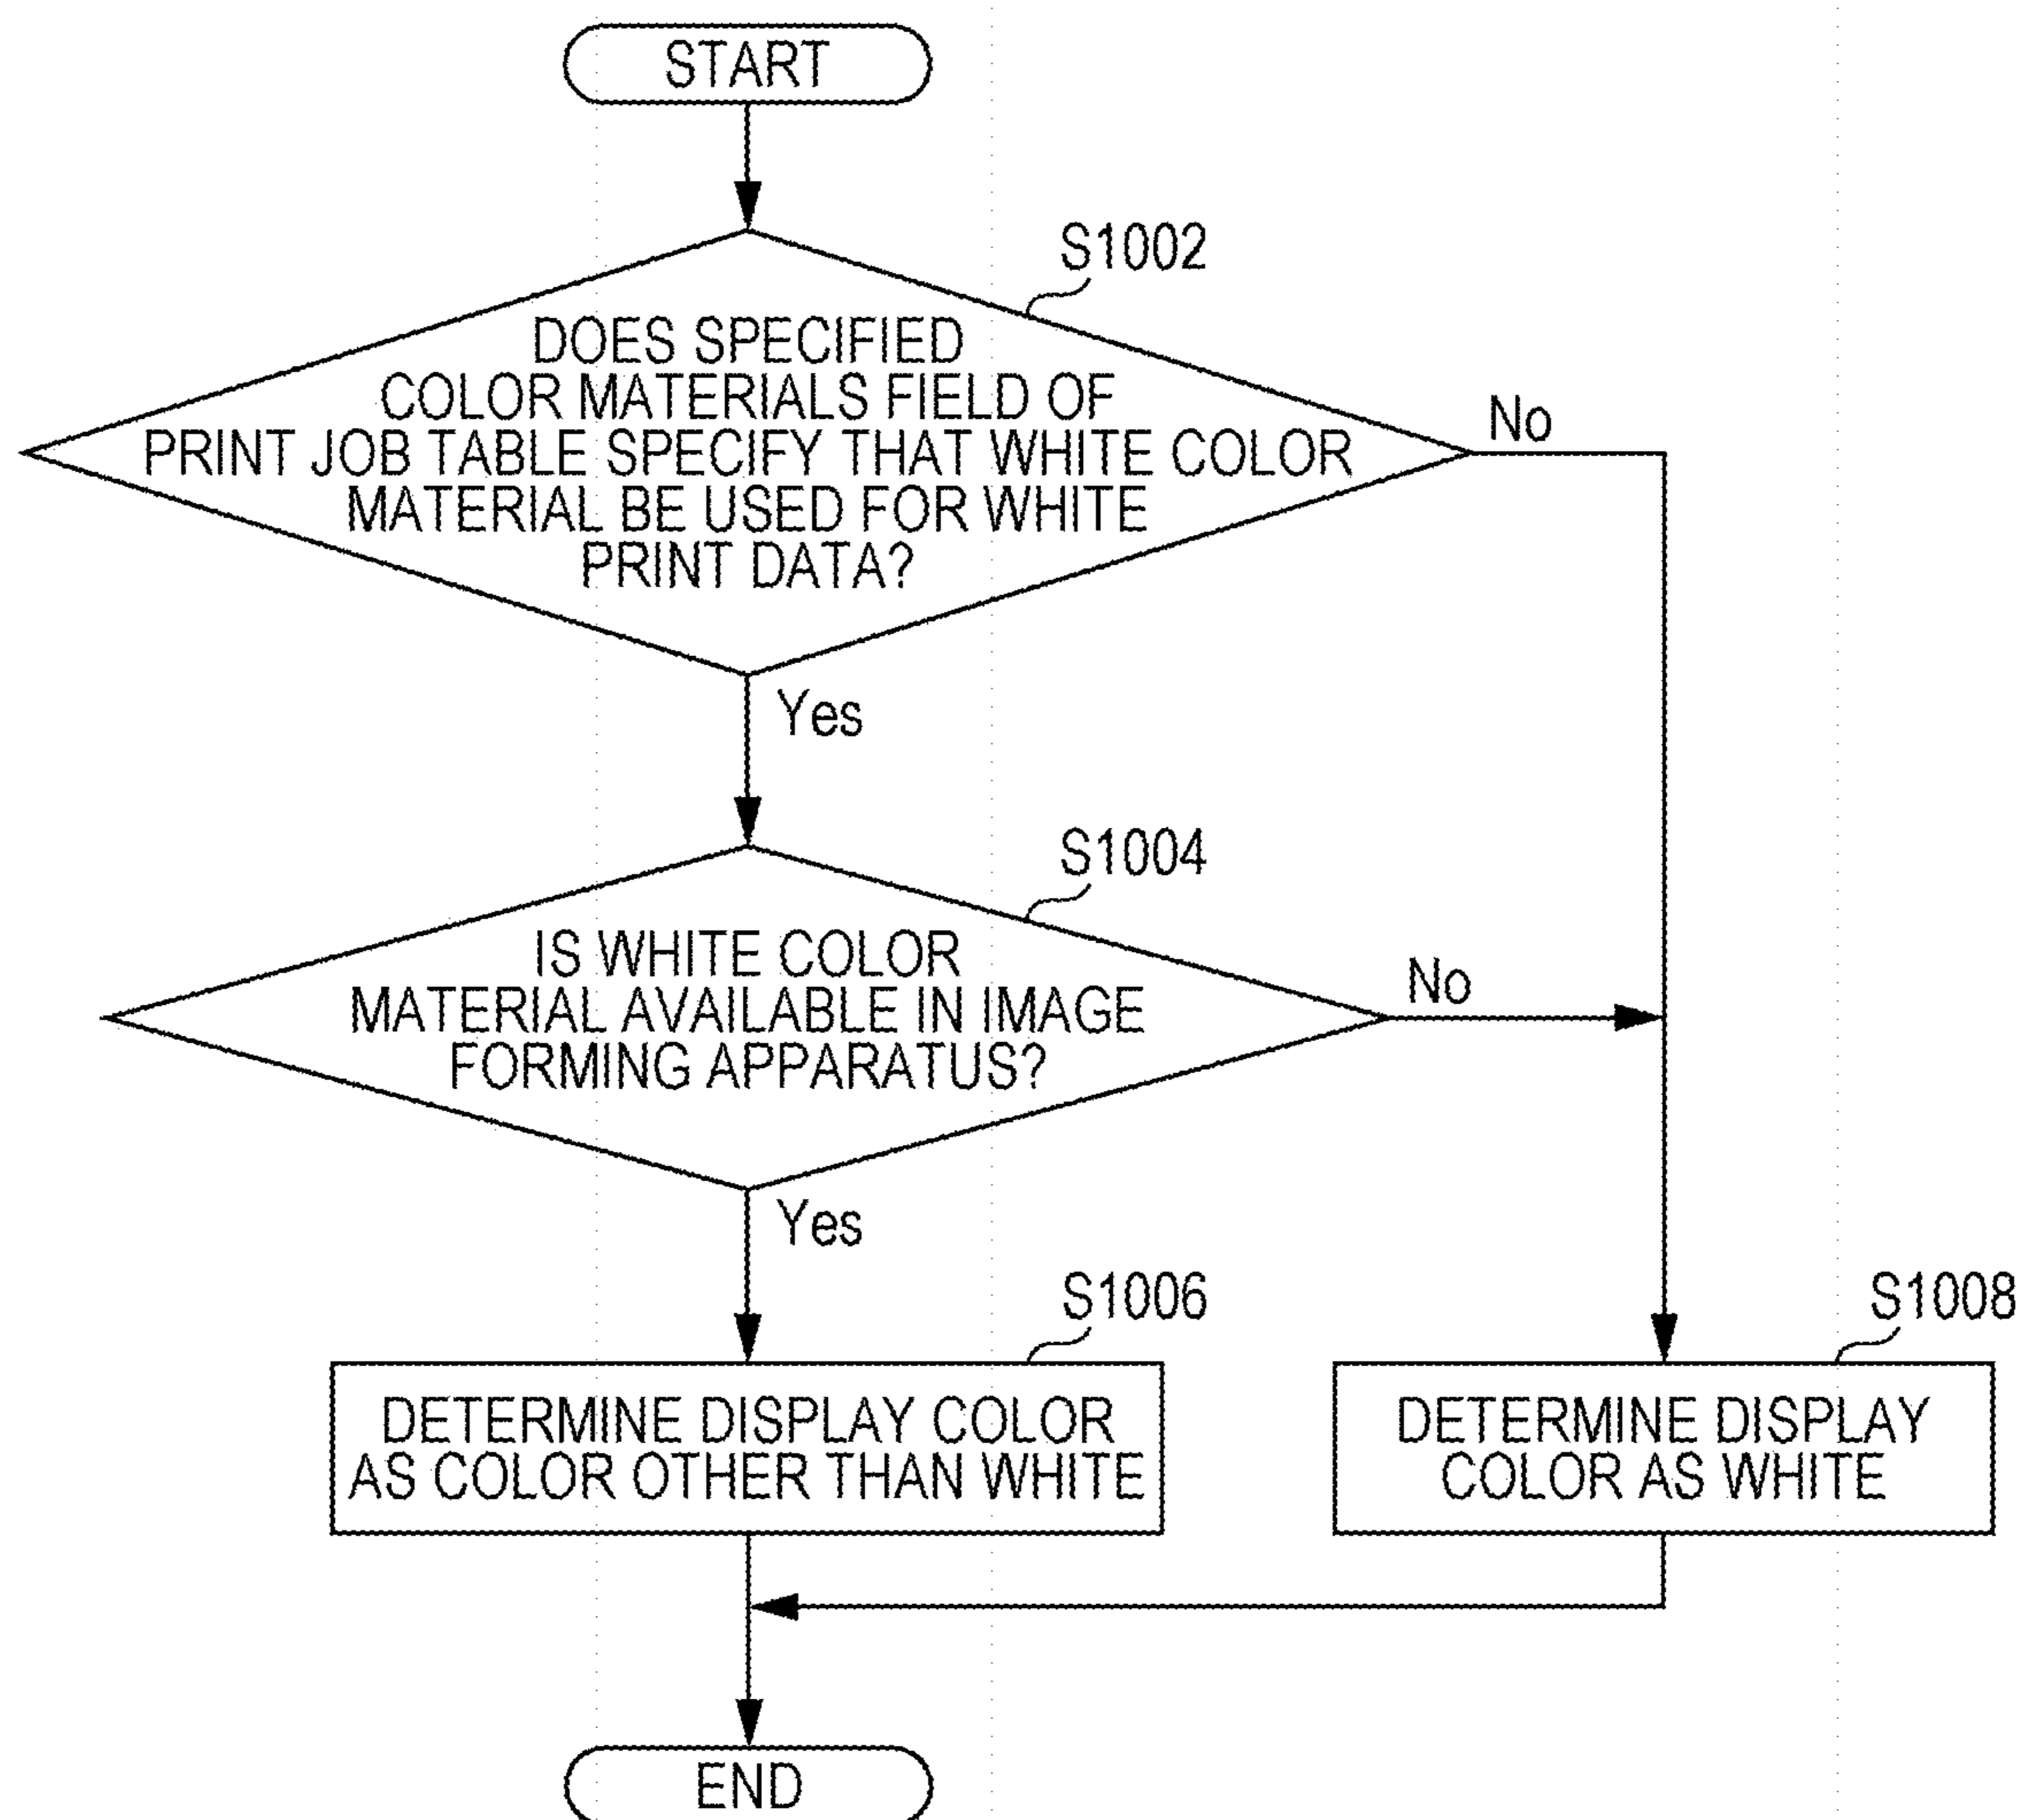 START
S1002
DOES SPECIFIED
COLOR MATERIALS FIELD OF
PRINT JOB TABLE SPECIFY THAT WHITE COLOR
MATERIAL BE USED FOR WHITE
PRINT DATA?
No
Yes
S1004
IS WHITE COLOR
MATERIAL AVAILABLE IN IMAGE
FORMING APPARATUS?
No
Yes
S1006
DETERMINE DISPLAY COLOR
AS COLOR OTHER THAN WHITE
S1008
DETERMINE DISPLAY
COLOR AS WHITE
END